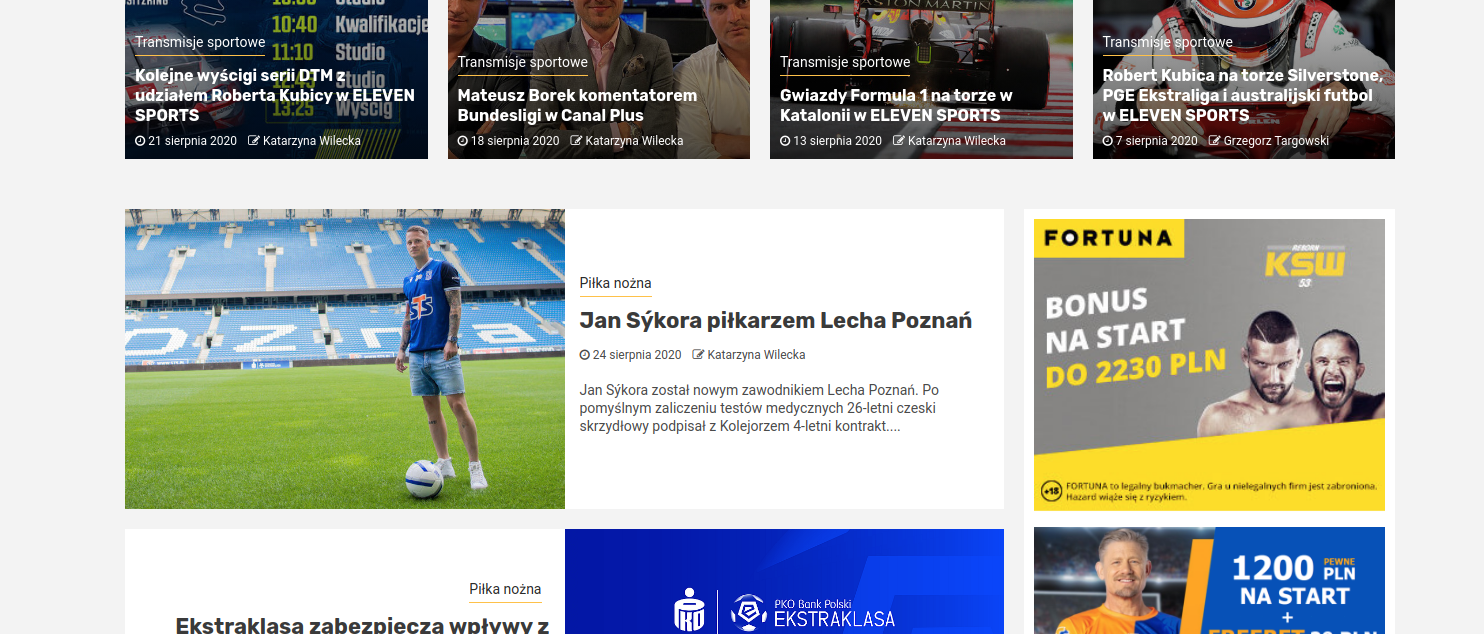 10:40 Kwalifikacje
11:10 Studio
Studio
13:25 Wyścig
Transmisje sportowe
Kolejne wyścigi serii DTM z
udziałem Roberta Kubicy w ELEVEN
SPORTS
21 sierpnia 2020 Katarzyna Wilecka
Transmisje sportowe
Mateusz Borek komentatorem
Bundesligi w Canal Plus
18 sierpnia 2020 Katarzyna Wilecka
ASTON MARTIN
Transmisje sportowe
Gwiazdy Formula 1 na torze w
Katalonii w ELEVEN SPORTS
13 sierpnia 2020 Katarzyna Wilecka
Transmisje sportowe
Robert Kubica na torze Silverstone,
PGE Ekstraliga i australijski futbol
w ELEVEN SPORTS
7 sierpnia 2020 Grzegorz Targowski
STS
Piłka nożna
Jan Sýkora piłkarzem Lecha Poznań
24 sierpnia 2020 Katarzyna Wilecka
Jan Sýkora został nowym zawodnikiem Lecha Poznań. Po
pomyślnym zaliczeniu testów medycznych 26-letni czeski
skrzydłowy podpisał z Kolejorzem 4-letni kontrakt....
FORTUNA
REBORN
KSW
53
BONUS
NA START
DO 2230 PLN
+18 FORTUNA to legalny bukmacher. Gra u nielegalnych firm jest zabroniona.
Hazard wiąże się z ryzykiem.
Piłka nożna
Ekstraklasa zabezpiecza wpływy z
PKO Bank Polski
EKSTRAKLASA
1200 PEWNE
PLN
NA START
+